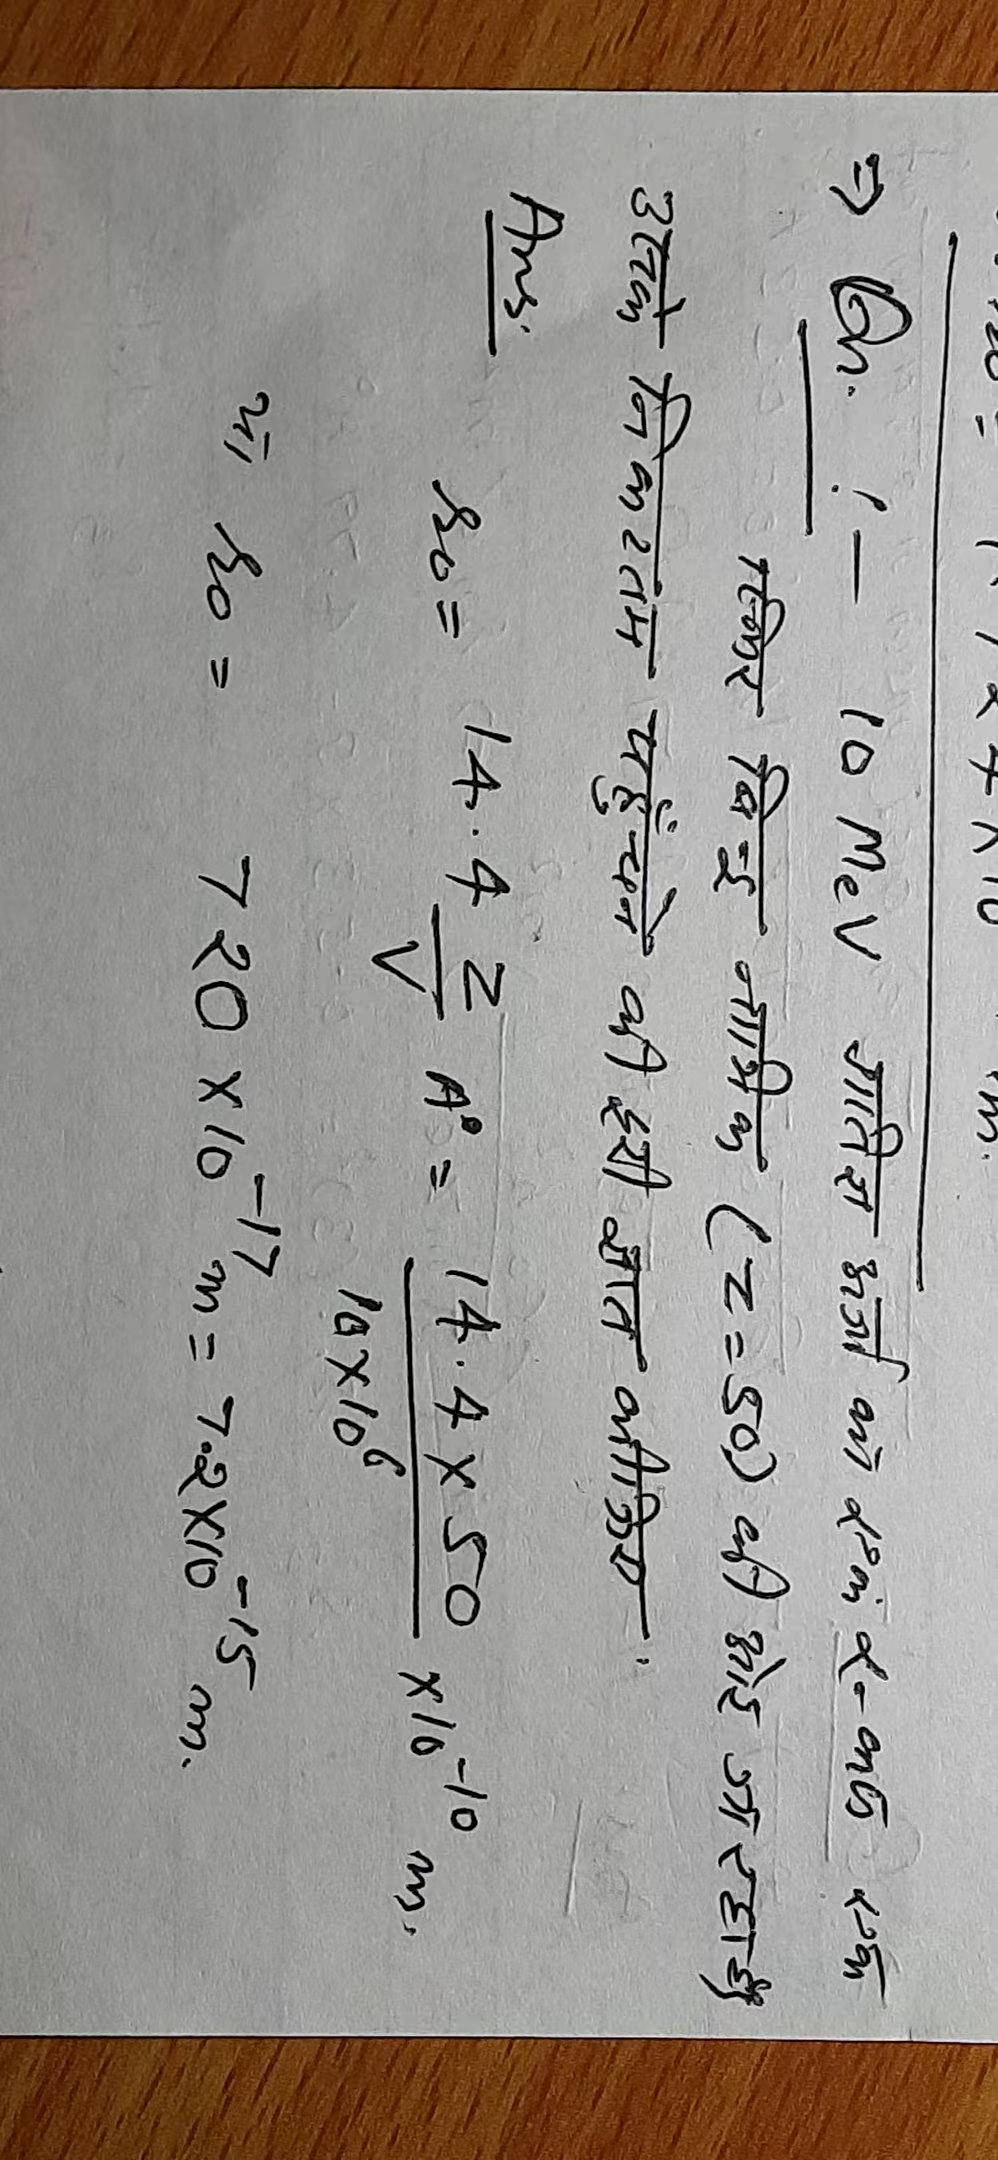 ⇒ Qn. :- 10 MeV गतिज ऊर्जा का एक α-कण एक
स्थिर बिन्दु नाभिक (Z=50) की ओर जा रहा है
उसके निकटतम पहुंचने की दूरी ज्ञात कीजिए.
Ans.
r₀ = 14.4 Z/V A° = 14.4×50/10×10⁶ ×10⁻¹⁰ m.
या r₀ = 720×10⁻¹⁷ m = 7.2×10⁻¹⁵ m.